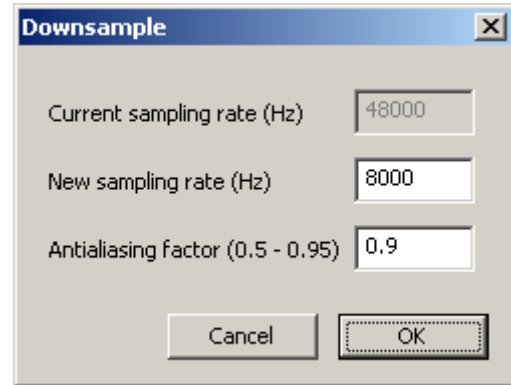 Downsample
Current sampling rate (Hz) 48000
New sampling rate (Hz) 8000
Antialiasing factor (0.5 - 0.95) 0.9
Cancel OK